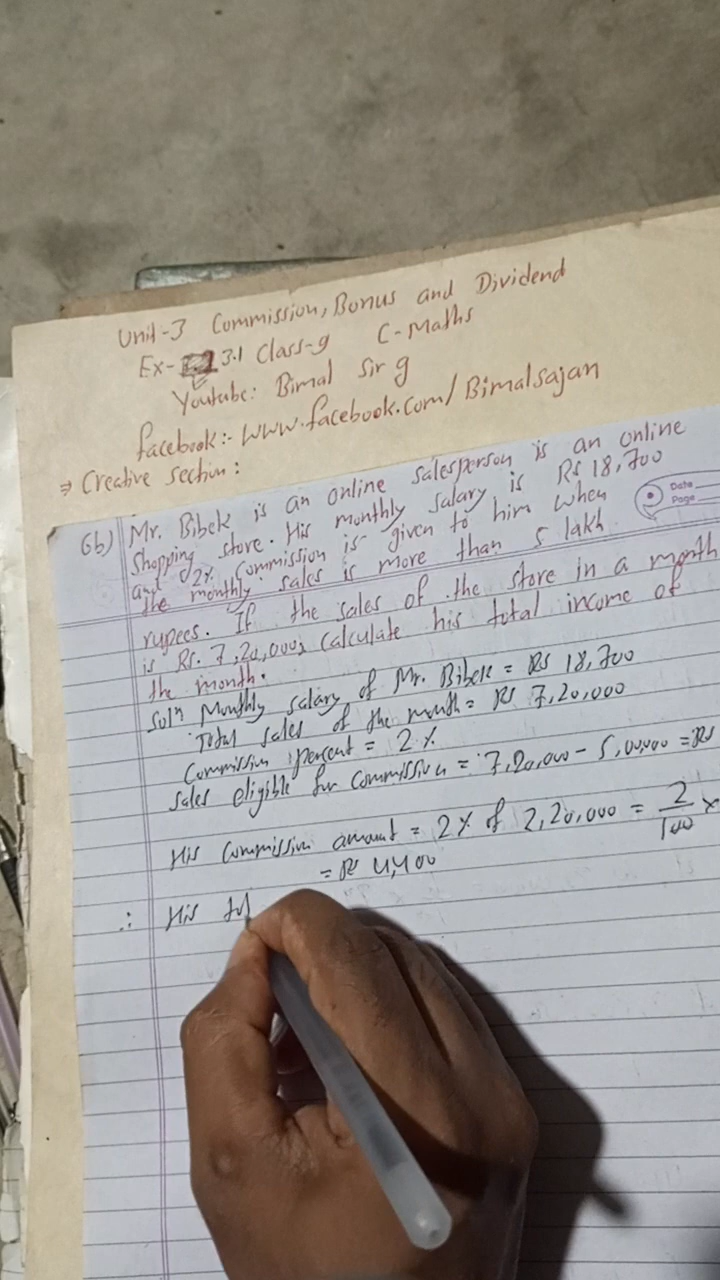 Unit-3 Commission, Bonus and Dividend
Ex- 3.1 Class-9 C-Maths
Youtube: Bimal Sir g
facebook:- www.facebook.com/Bimalsajan
⇒ Creative section:
6b) Mr. Bibek is an online salesperson is an online
Shopping store. His monthly salary is Rs 18,700
and 2% commission is given to him when
the monthly sales is more than 5 lakh
rupees. If the sales of the store in a month
is Rs. 7,20,000, calculate his total income of
the month.
Date
Page
Solⁿ Monthly salary of Mr. Bibek = Rs 18,700
Total sales of the month = Rs 7,20,000
Commission percent = 2%
Sales eligible for commission = 7,20,000 - 5,00,000 = Rs
His commission amount = 2% of 2,20,000 = 2/100 ×
= Rs 4,400
∴ His